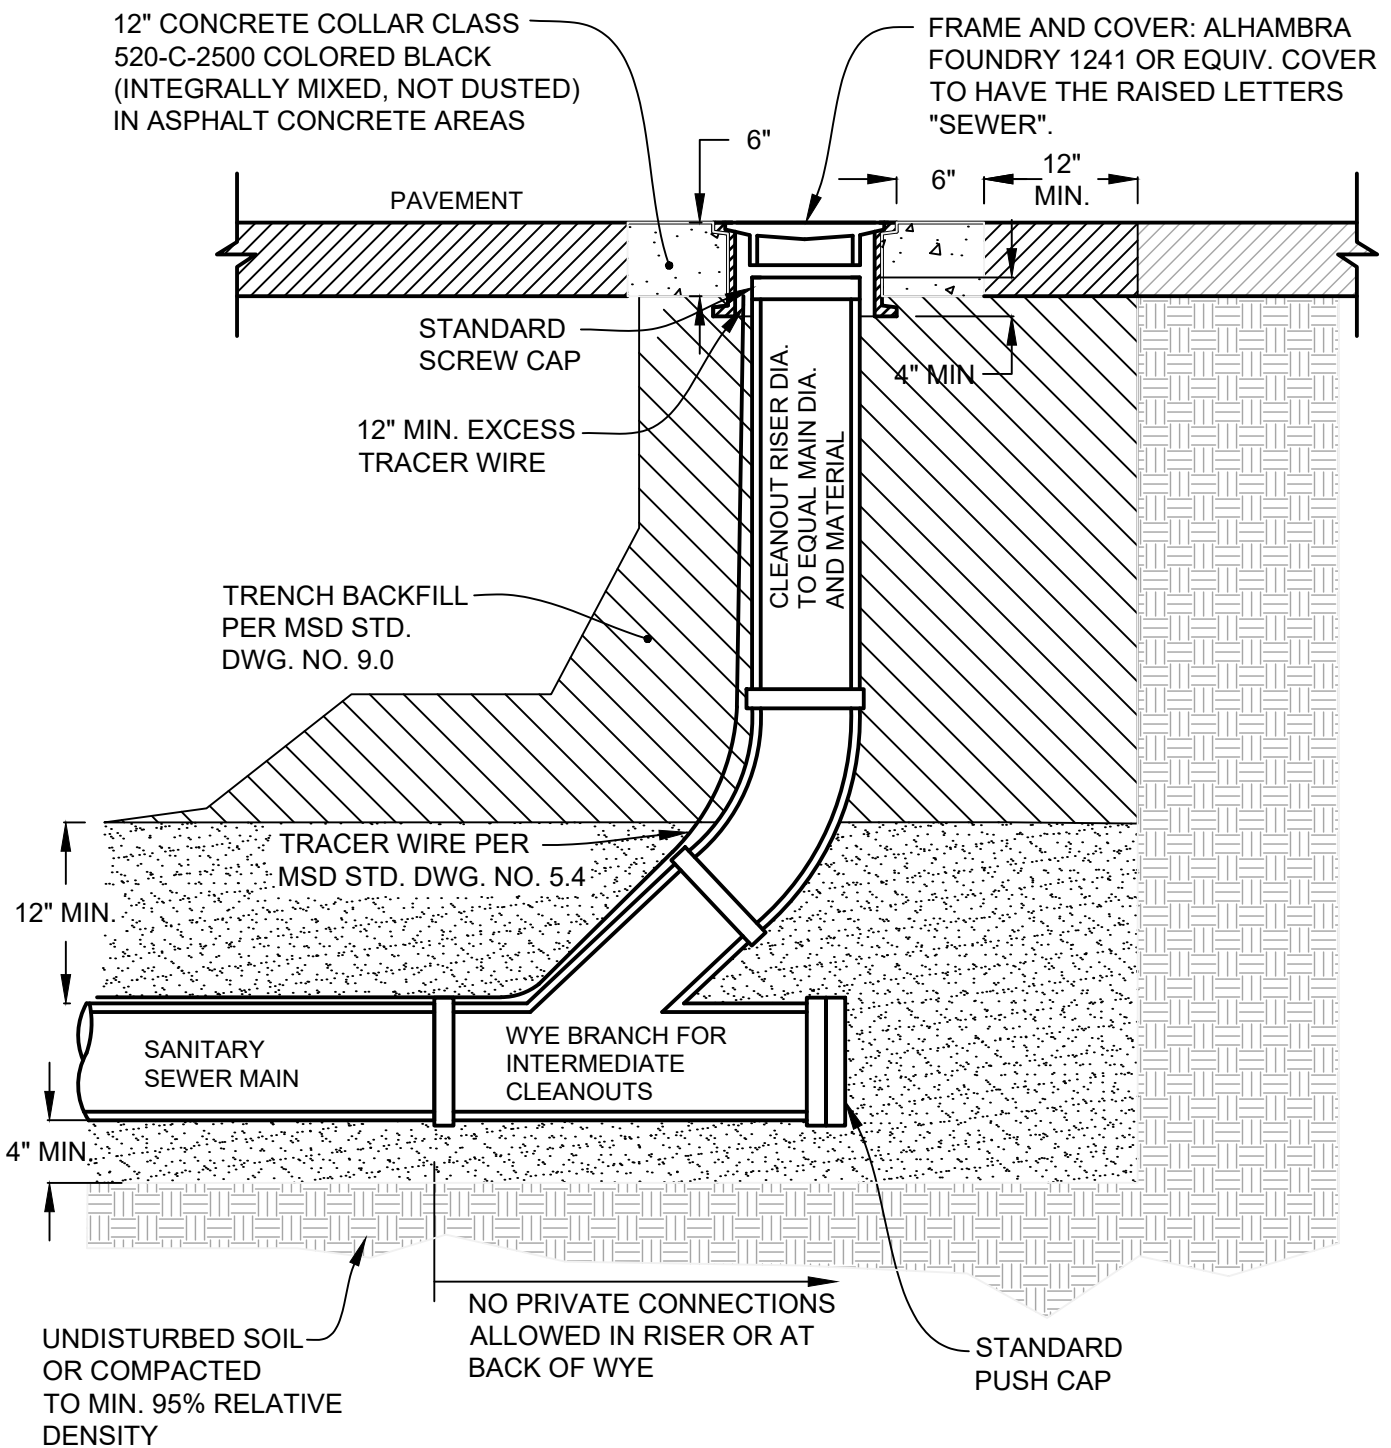 12" CONCRETE COLLAR CLASS
520-C-2500 COLORED BLACK
(INTEGRALLY MIXED, NOT DUSTED)
IN ASPHALT CONCRETE AREAS
FRAME AND COVER: ALHAMBRA
FOUNDRY 1241 OR EQUIV. COVER
TO HAVE THE RAISED LETTERS
"SEWER".
6"
6"
12"
MIN.
PAVEMENT
STANDARD
SCREW CAP
4" MIN
12" MIN. EXCESS
TRACER WIRE
CLEANOUT RISER DIA.
TO EQUAL MAIN DIA.
AND MATERIAL
TRENCH BACKFILL
PER MSD STD.
DWG. NO. 9.0
TRACER WIRE PER
MSD STD. DWG. NO. 5.4
12" MIN.
SANITARY
SEWER MAIN
WYE BRANCH FOR
INTERMEDIATE
CLEANOUTS
4" MIN.
NO PRIVATE CONNECTIONS
ALLOWED IN RISER OR AT
BACK OF WYE
UNDISTURBED SOIL
OR COMPACTED
TO MIN. 95% RELATIVE
DENSITY
STANDARD
PUSH CAP